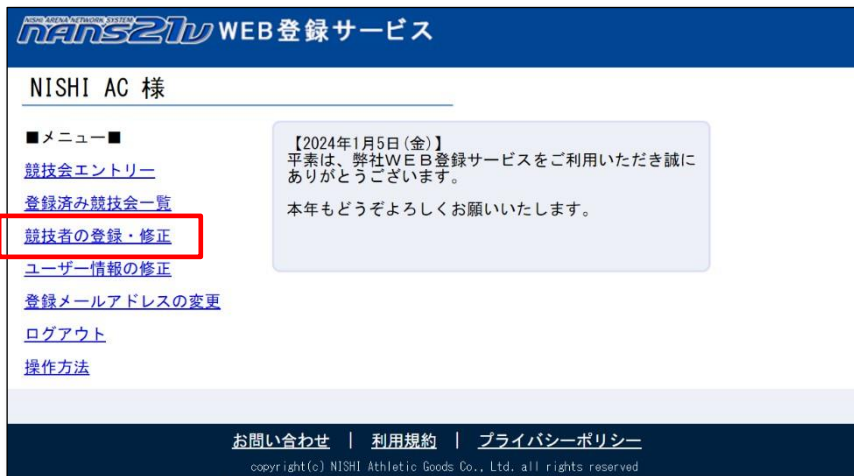 NISHI ARENA NETWORK SYSTEM
nans21v WEB登録サービス
NISHI AC 様
■メニュー■
競技会エントリー
登録済み競技会一覧
競技者の登録・修正
ユーザー情報の修正
登録メールアドレスの変更
ログアウト
操作方法
【2024年1月5日(金)】
平素は、弊社WEB登録サービスをご利用いただき誠に
ありがとうございます。
本年もどうぞよろしくお願いいたします。
お問い合わせ | 利用規約 | プライバシーポリシー
copyright(c) NISHI Athletic Goods Co., Ltd. all rights reserved